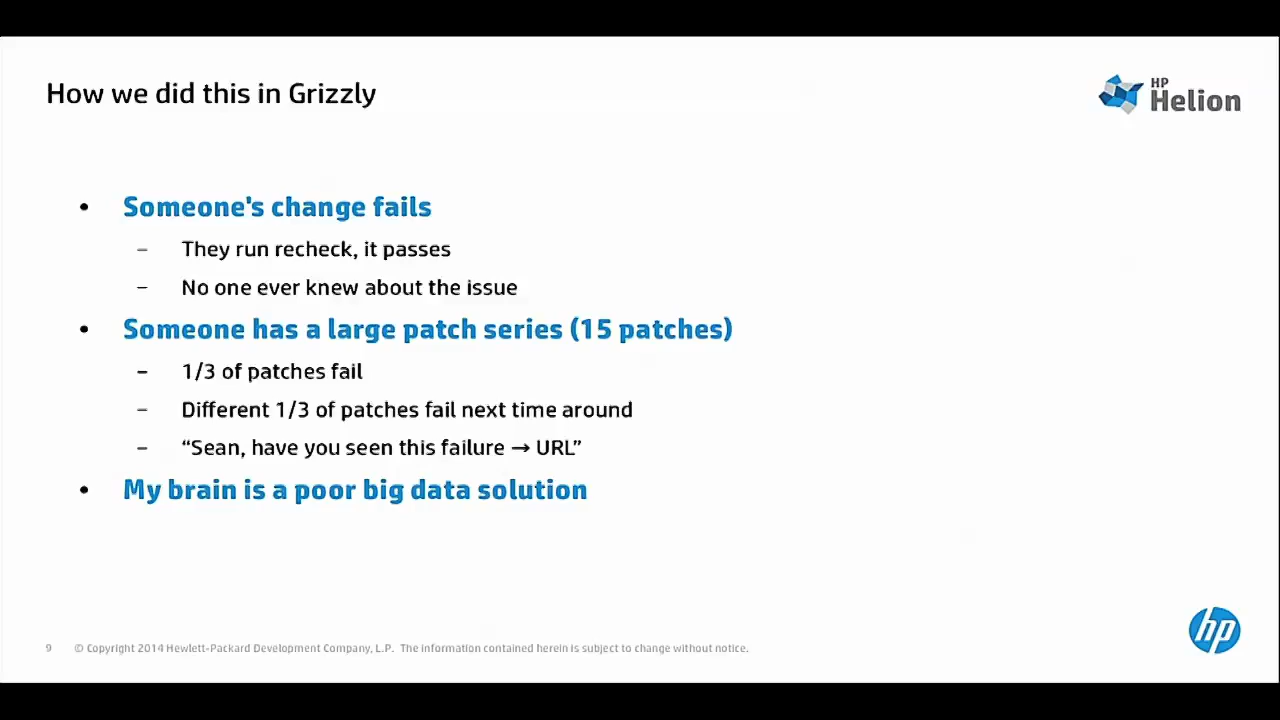 How we did this in Grizzly
HP
Helion
• Someone's change fails
– They run recheck, it passes
– No one ever knew about the issue
• Someone has a large patch series (15 patches)
– 1/3 of patches fail
– Different 1/3 of patches fail next time around
– “Sean, have you seen this failure → URL”
• My brain is a poor big data solution
9 © Copyright 2014 Hewlett-Packard Development Company, L.P. The information contained herein is subject to change without notice.
hp